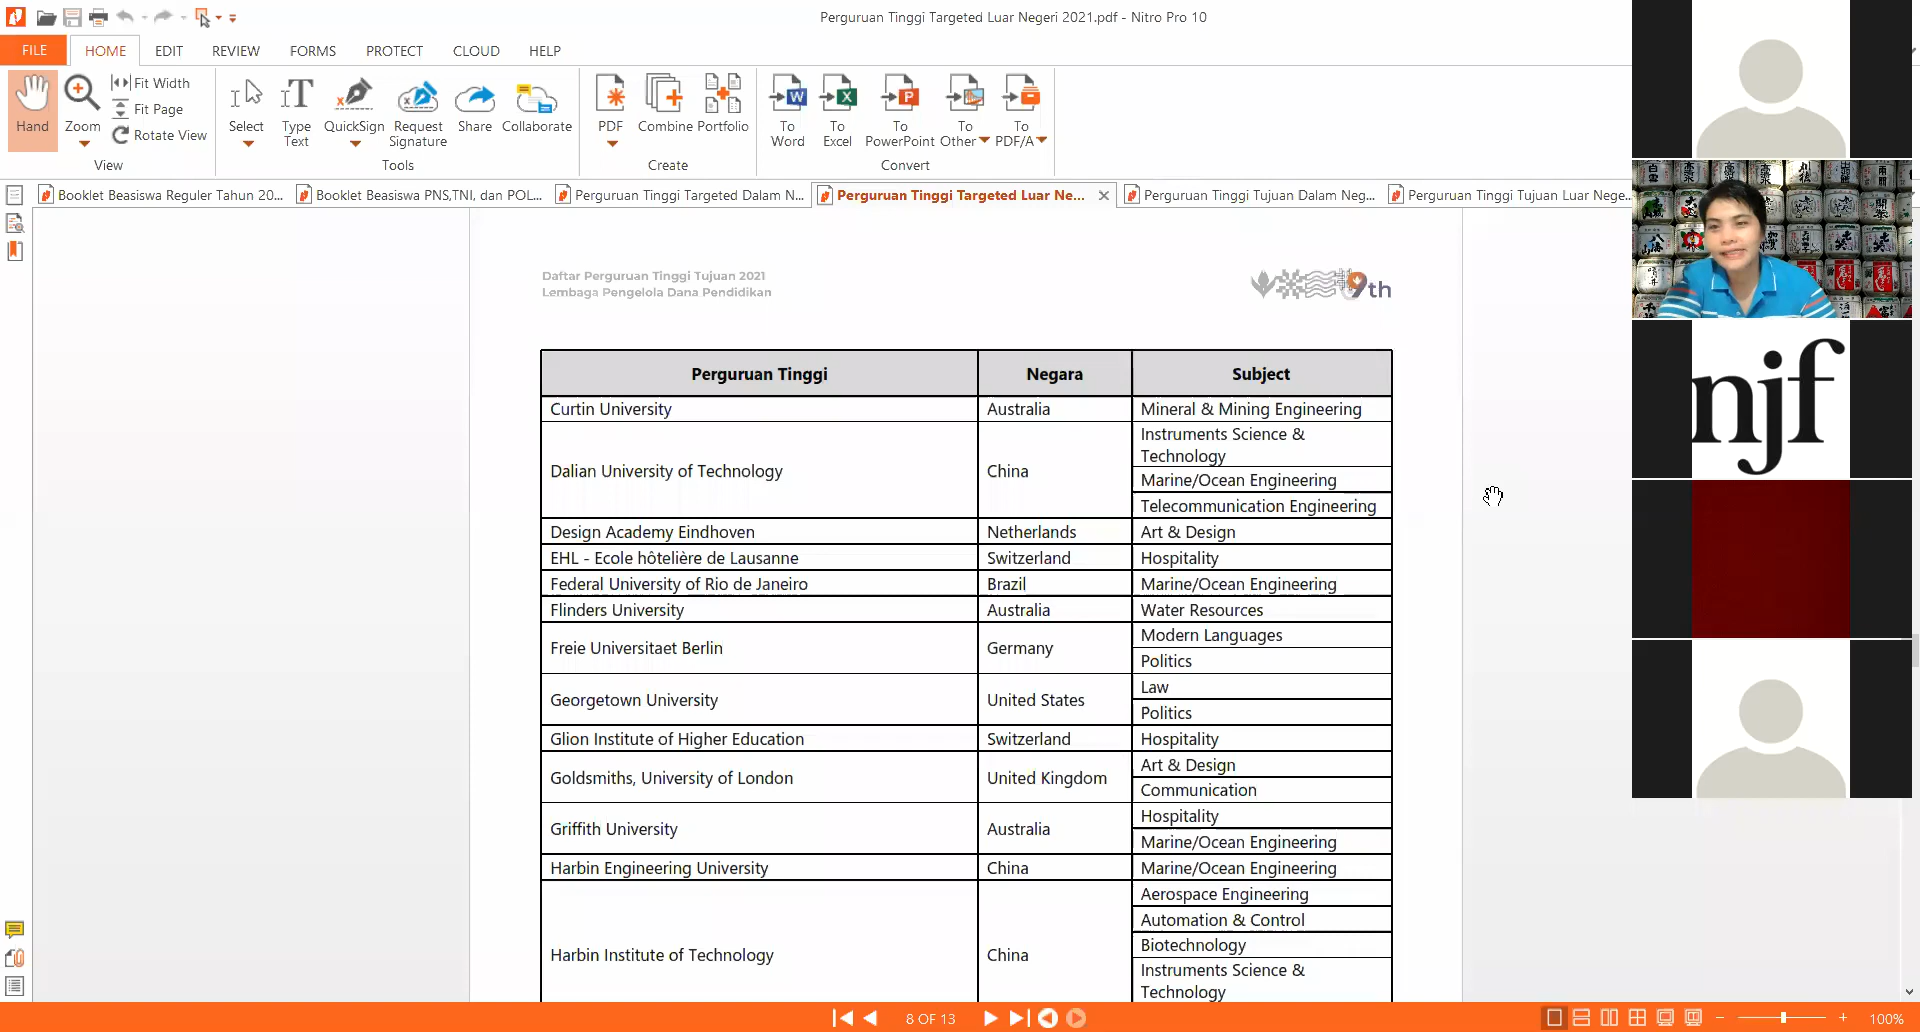 Perguruan Tinggi Targeted Luar Negeri 2021.pdf - Nitro Pro 10
FILE HOME EDIT REVIEW FORMS PROTECT CLOUD HELP
Hand
Zoom
Fit Width
Fit Page
Rotate View
View
Select
Type Text
QuickSign
Request Signature
Share
Collaborate
Tools
PDF
Combine
Portfolio
Create
To Word
To Excel
To PowerPoint
To Other
To PDF/A
Convert
Booklet Beasiswa Reguler Tahun 20...
Booklet Beasiswa PNS,TNI, dan POL...
Perguruan Tinggi Targeted Dalam N...
Perguruan Tinggi Targeted Luar Ne...
Perguruan Tinggi Tujuan Dalam Neg...
Perguruan Tinggi Tujuan Luar Nege...
Daftar Perguruan Tinggi Tujuan 2021
Lembaga Pengelola Dana Pendidikan
9th
Perguruan Tinggi Negara Subject
Curtin University Australia Mineral & Mining Engineering
Dalian University of Technology China Instruments Science &
Technology
Marine/Ocean Engineering
Telecommunication Engineering
Design Academy Eindhoven Netherlands Art & Design
EHL - Ecole hôtelière de Lausanne Switzerland Hospitality
Federal University of Rio de Janeiro Brazil Marine/Ocean Engineering
Flinders University Australia Water Resources
Freie Universitaet Berlin Germany Modern Languages
Politics
Georgetown University United States Law
Politics
Glion Institute of Higher Education Switzerland Hospitality
Goldsmiths, University of London United Kingdom Art & Design
Communication
Griffith University Australia Hospitality
Marine/Ocean Engineering
Harbin Engineering University China Marine/Ocean Engineering
Harbin Institute of Technology China Aerospace Engineering
Automation & Control
Biotechnology
Instruments Science &
Technology
njf
8 OF 13
100%